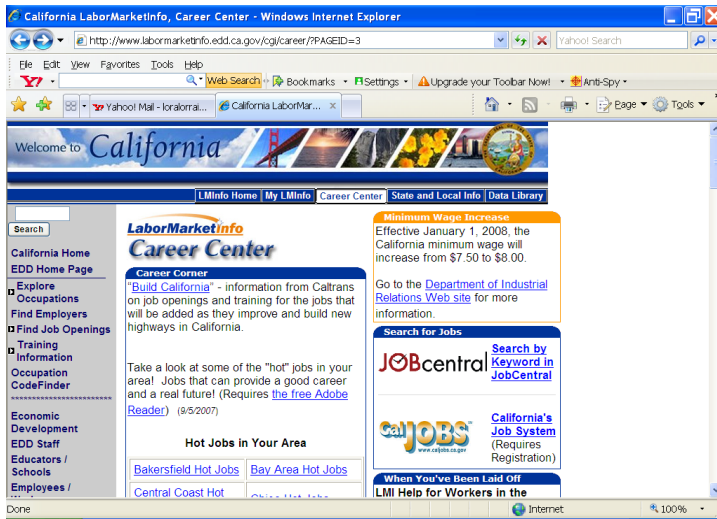 California LaborMarketInfo, Career Center - Windows Internet Explorer
http://www.labormarketinfo.edd.ca.gov/cgi/career/?PAGEID=3
Yahoo! Search
File Edit View Favorites Tools Help
Y! Web Search Bookmarks Settings Upgrade your Toolbar Now! Anti-Spy
Yahoo! Mail - loralorrai... California LaborMar... Page Tools
Welcome to California
LMInfo Home My LMInfo Career Center State and Local Info Data Library
Search
California Home
EDD Home Page
Explore
Occupations
Find Employers
Find Job Openings
Training
Information
Occupation
CodeFinder
************************
Economic
Development
EDD Staff
Educators /
Schools
Employees /
LaborMarketinfo
Career Center
Career Corner
"Build California" - information from Caltrans
on job openings and training for the jobs that
will be added as they improve and build new
highways in California.
Take a look at some of the "hot" jobs in your
area! Jobs that can provide a good career
and a real future! (Requires the free Adobe
Reader) (9/5/2007)
Hot Jobs in Your Area
Bakersfield Hot Jobs Bay Area Hot Jobs
Central Coast Hot
Chico Hot Jobs
Minimum Wage Increase
Effective January 1, 2008, the
California minimum wage will
increase from $7.50 to $8.00.
Go to the Department of Industrial
Relations Web site for more
information.
Search for Jobs
JOBcentral
Search by
Keyword in
JobCentral
CalJOBS
www.caljobs.ca.gov
California's
Job System
(Requires
Registration)
When You've Been Laid Off
LMI Help for Workers in the
Done Internet 100%